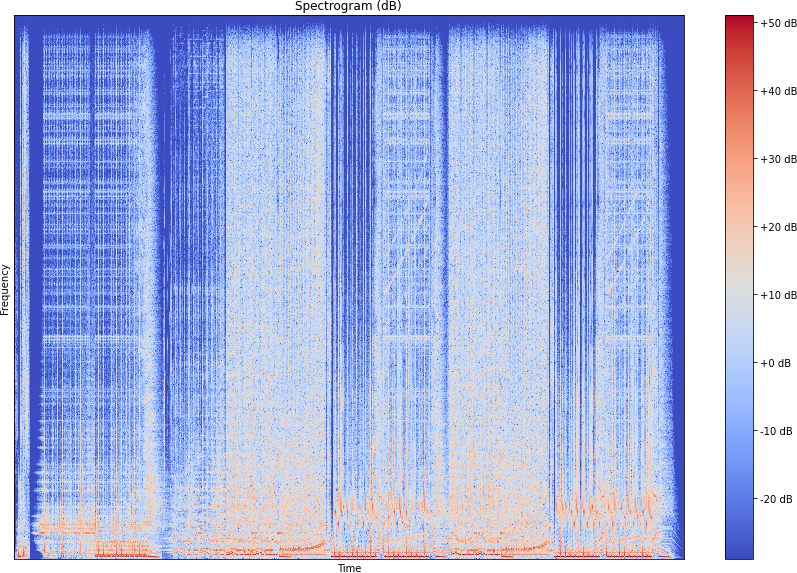 Spectrogram (dB)
Frequency
Time
+50 dB
+40 dB
+30 dB
+20 dB
+10 dB
+0 dB
-10 dB
-20 dB